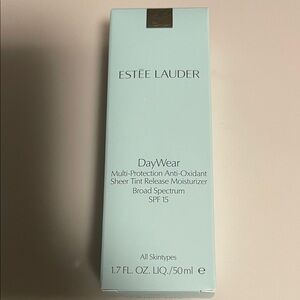 ESTĒE LAUDER
DayWear
Multi-Protection Anti-Oxidant
Sheer Tint Release Moisturizer
Broad Spectrum
SPF 15
All Skintypes
1.7 FL. OZ. LIQ./50 ml e